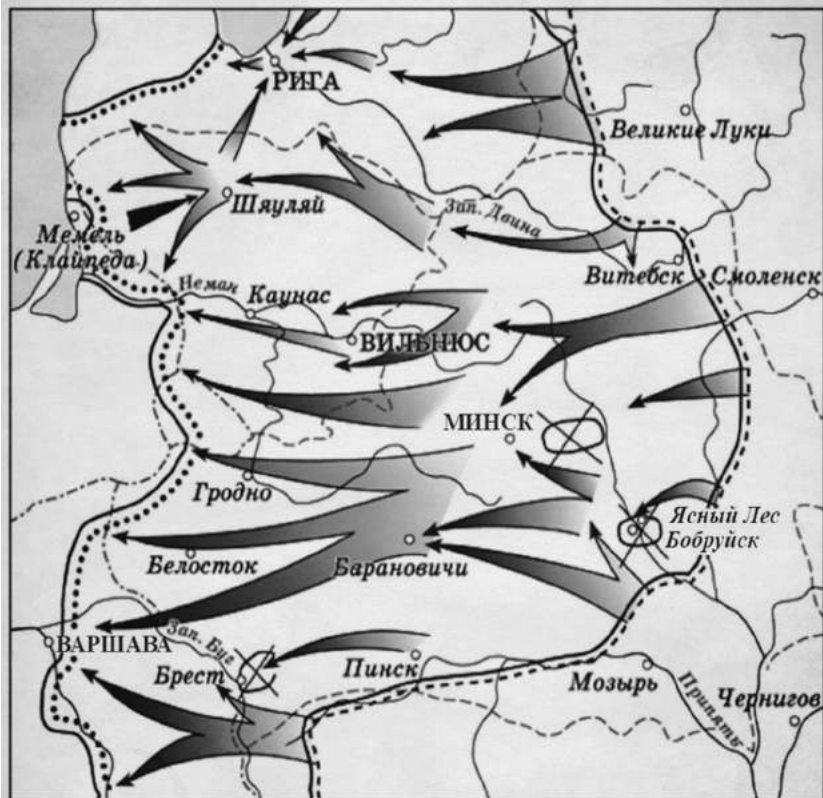 РИГА
Великие Луки
Шяуляй
Зап. Двина
Мемель
(Клайпеда)
Витебск
Смоленск
Неман
Каунас
ВИЛЬНЮС
МИНСК
Гродно
Ясный Лес
Бобруйск
Белосток
Барановичи
ВАРШАВА
Зап. Буг
Брест
Пинск
Мозырь
Припять
Чернигов